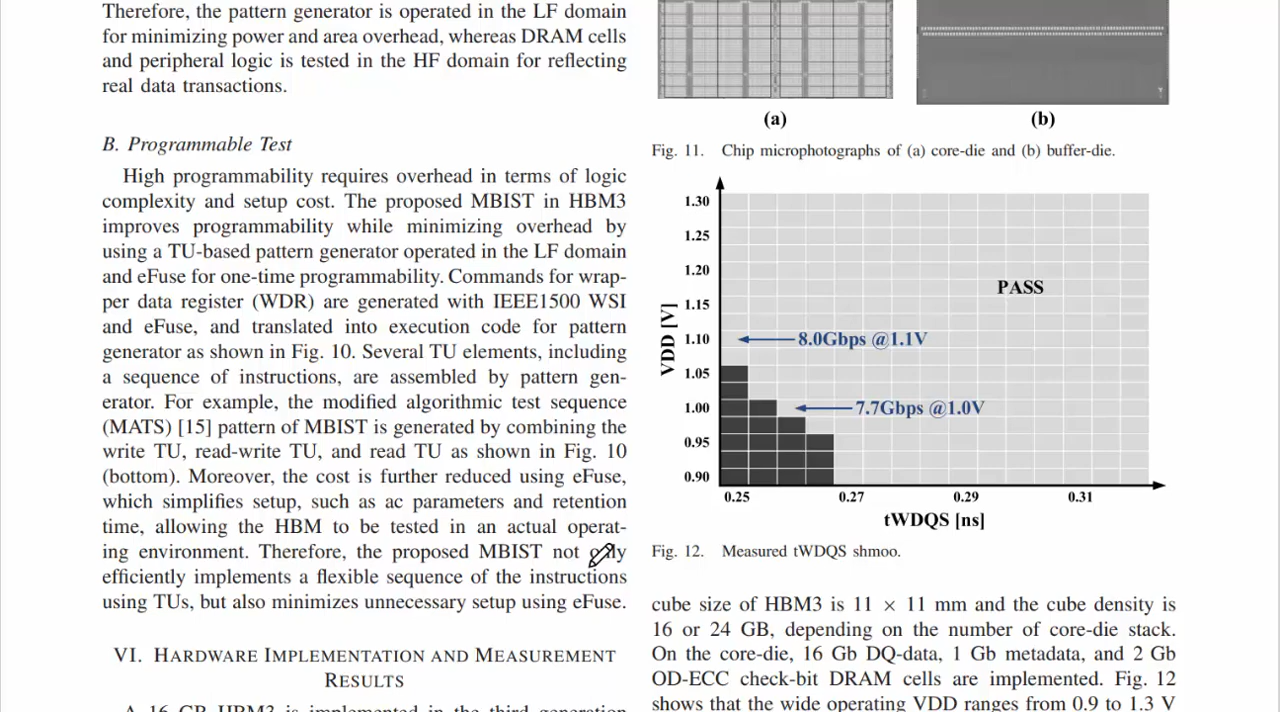 Therefore, the pattern generator is operated in the LF domain
for minimizing power and area overhead, whereas DRAM cells
and peripheral logic is tested in the HF domain for reflecting
real data transactions.
B. Programmable Test
High programmability requires overhead in terms of logic
complexity and setup cost. The proposed MBIST in HBM3
improves programmability while minimizing overhead by
using a TU-based pattern generator operated in the LF domain
and eFuse for one-time programmability. Commands for wrap-
per data register (WDR) are generated with IEEE1500 WSI
and eFuse, and translated into execution code for pattern
generator as shown in Fig. 10. Several TU elements, including
a sequence of instructions, are assembled by pattern gen-
erator. For example, the modified algorithmic test sequence
(MATS) [15] pattern of MBIST is generated by combining the
write TU, read-write TU, and read TU as shown in Fig. 10
(bottom). Moreover, the cost is further reduced using eFuse,
which simplifies setup, such as ac parameters and retention
time, allowing the HBM to be tested in an actual operat-
ing environment. Therefore, the proposed MBIST not only
efficiently implements a flexible sequence of the instructions
using TUs, but also minimizes unnecessary setup using eFuse.
VI. HARDWARE IMPLEMENTATION AND MEASUREMENT
RESULTS
A 16 GB HBM3 is implemented in the third generation
(a)
(b)
Fig. 11. Chip microphotographs of (a) core-die and (b) buffer-die.
VDD [V]
1.30
1.25
1.20
1.15
1.10
1.05
1.00
0.95
0.90
PASS
8.0Gbps @1.1V
7.7Gbps @1.0V
0.25
0.27
0.29
0.31
tWDQS [ns]
Fig. 12. Measured tWDQS shmoo.
cube size of HBM3 is 11 × 11 mm and the cube density is
16 or 24 GB, depending on the number of core-die stack.
On the core-die, 16 Gb DQ-data, 1 Gb metadata, and 2 Gb
OD-ECC check-bit DRAM cells are implemented. Fig. 12
shows that the wide operating VDD ranges from 0.9 to 1.3 V